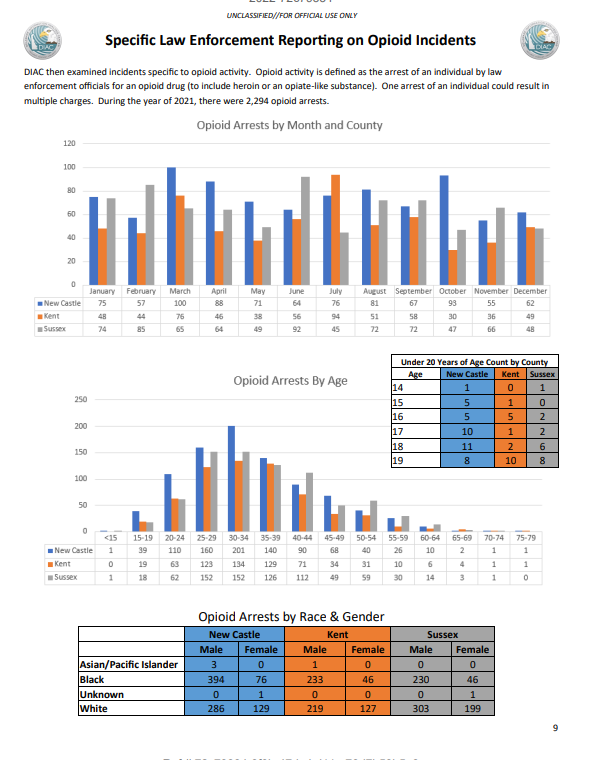 UNCLASSIFIED//FOR OFFICIAL USE ONLY
Specific Law Enforcement Reporting on Opioid Incidents
DIAC
DIAC
DIAC then examined incidents specific to opioid activity. Opioid activity is defined as the arrest of an individual by law
enforcement officials for an opioid drug (to include heroin or an opiate-like substance). One arrest of an individual could result in
multiple charges. During the year of 2021, there were 2,294 opioid arrests.
Opioid Arrests by Month and County
120
100
80
60
40
20
0
January February March April May June July August September October November December
New Castle 75 57 100 88 71 64 76 81 67 93 55 62
Kent 48 44 76 46 38 56 94 51 58 30 36 49
Sussex 74 85 65 64 49 92 45 72 72 47 66 48
Under 20 Years of Age Count by County
Age New Castle Kent Sussex
14 1 0 1
15 5 1 0
16 5 5 2
17 10 1 2
18 11 2 6
19 8 10 8
Opioid Arrests By Age
250
200
150
100
50
0
<15 15-19 20-24 25-29 30-34 35-39 40-44 45-49 50-54 55-59 60-64 65-69 70-74 75-79
New Castle 1 39 110 160 201 140 90 68 40 26 10 2 1 1
Kent 0 19 63 123 134 129 71 34 31 10 6 4 1 1
Sussex 1 18 62 152 152 126 112 49 59 30 14 3 1 0
Opioid Arrests by Race & Gender
New Castle Kent Sussex
Male Female Male Female Male Female
Asian/Pacific Islander 3 0 1 0 0 0
Black 394 76 233 46 230 46
Unknown 0 1 0 0 0 1
White 286 129 219 127 303 199
9